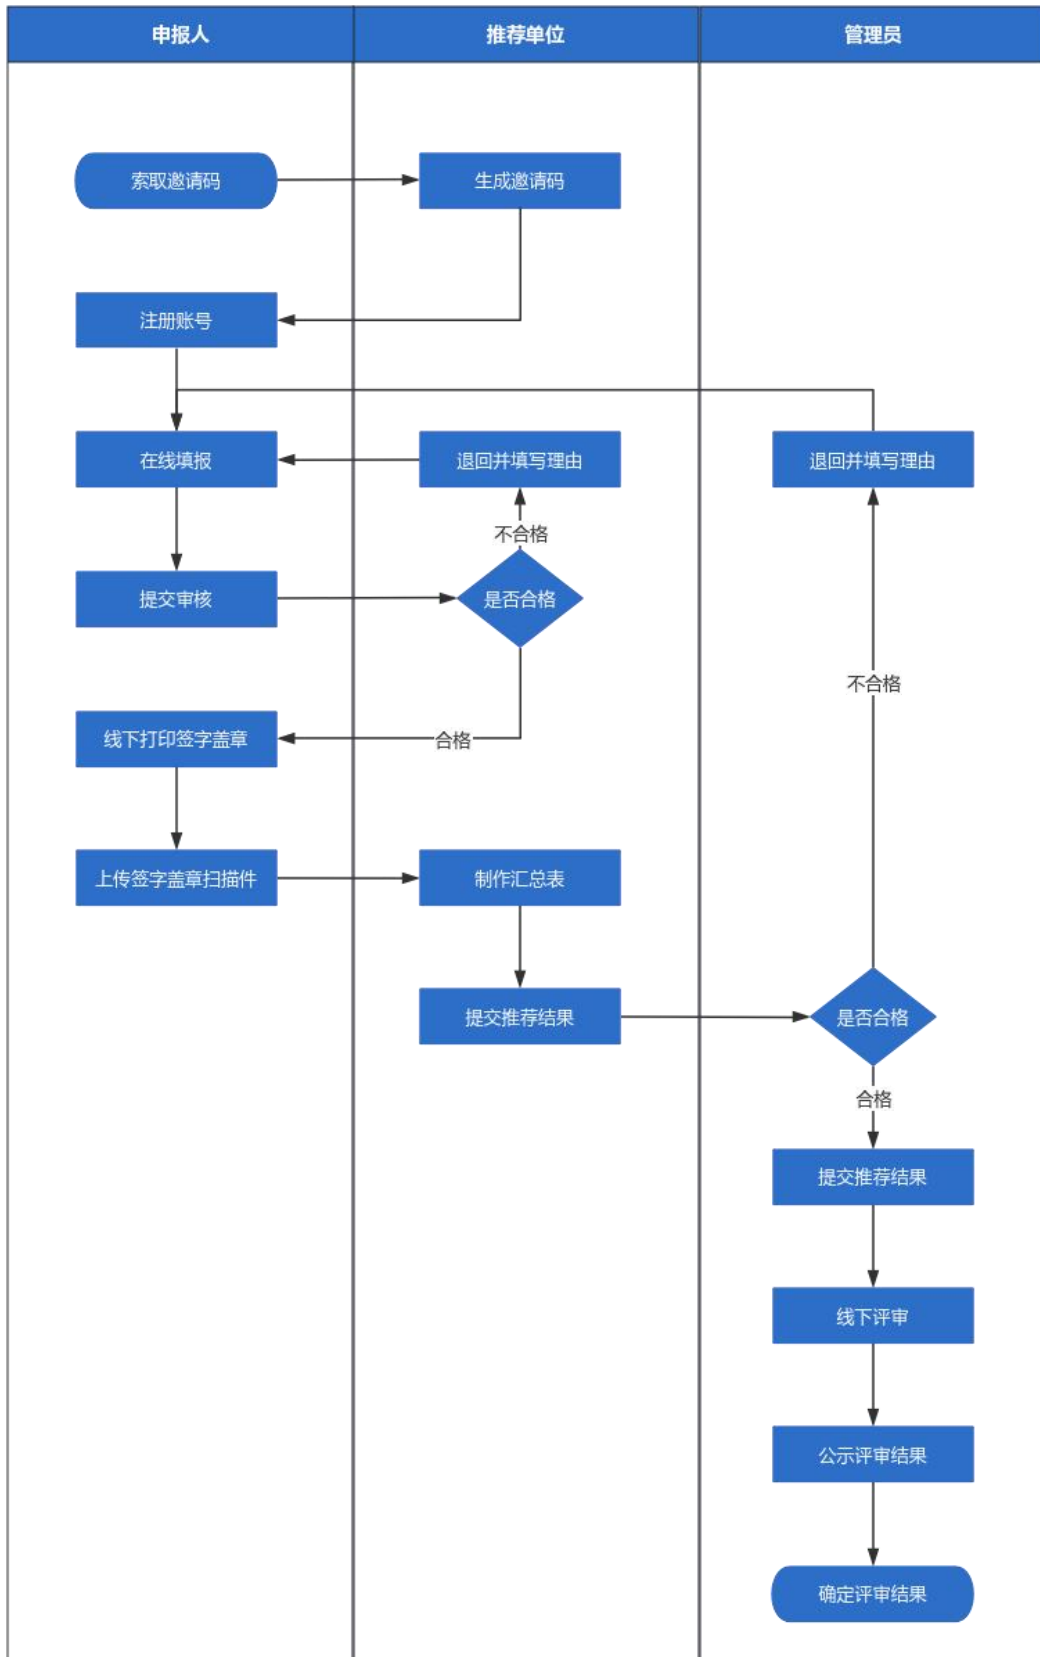 申报人
推荐单位
管理员
索取邀请码
生成邀请码
注册账号
在线填报
退回并填写理由
退回并填写理由
不合格
提交审核
是否合格
不合格
线下打印签字盖章
合格
上传签字盖章扫描件
制作汇总表
提交推荐结果
是否合格
合格
提交推荐结果
线下评审
公示评审结果
确定评审结果